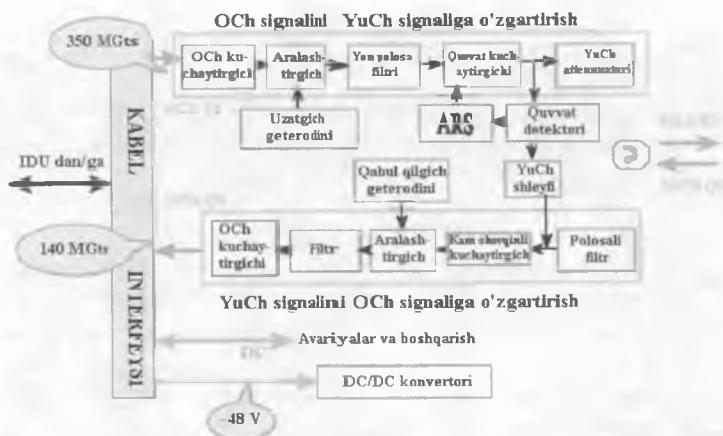 OCh signalini YuCh signaliga o'zgartirish
350 MGts
OCh ku-
chaytirgich
Aralash-
tirgich
Yon polosa
filtri
Quvvat kuch-
aytirgichi
YuCh
attenuatori
Uzatgich
geterodini
ARS
Quvvat
detektori
KABEL
IDU dan/ga
Qabul qilgich
geterodini
YuCh
shleyfi
140 MGts
OCh
kuchay-
tirgichi
Filtr
Aralash-
tirgich
Kam shovqinli
kuchaytirgich
Polosali
filtr
YuCh signalini OCh signaliga o'zgartirish
INTERFEYSI
Avariyalar va boshqarish
DC/DC konvertori
-48 V